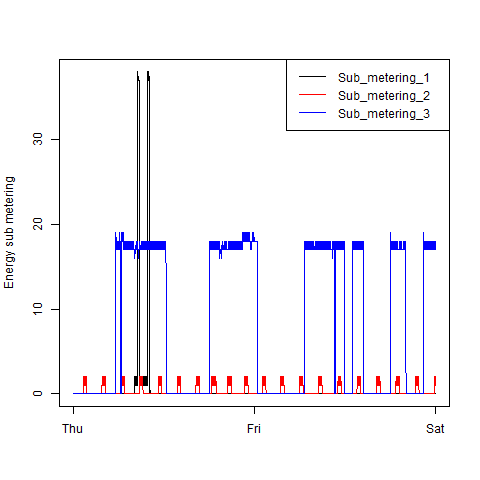 Sub_metering_1
Sub_metering_2
Sub_metering_3
Energy sub metering
30
20
10
0
Thu
Fri
Sat